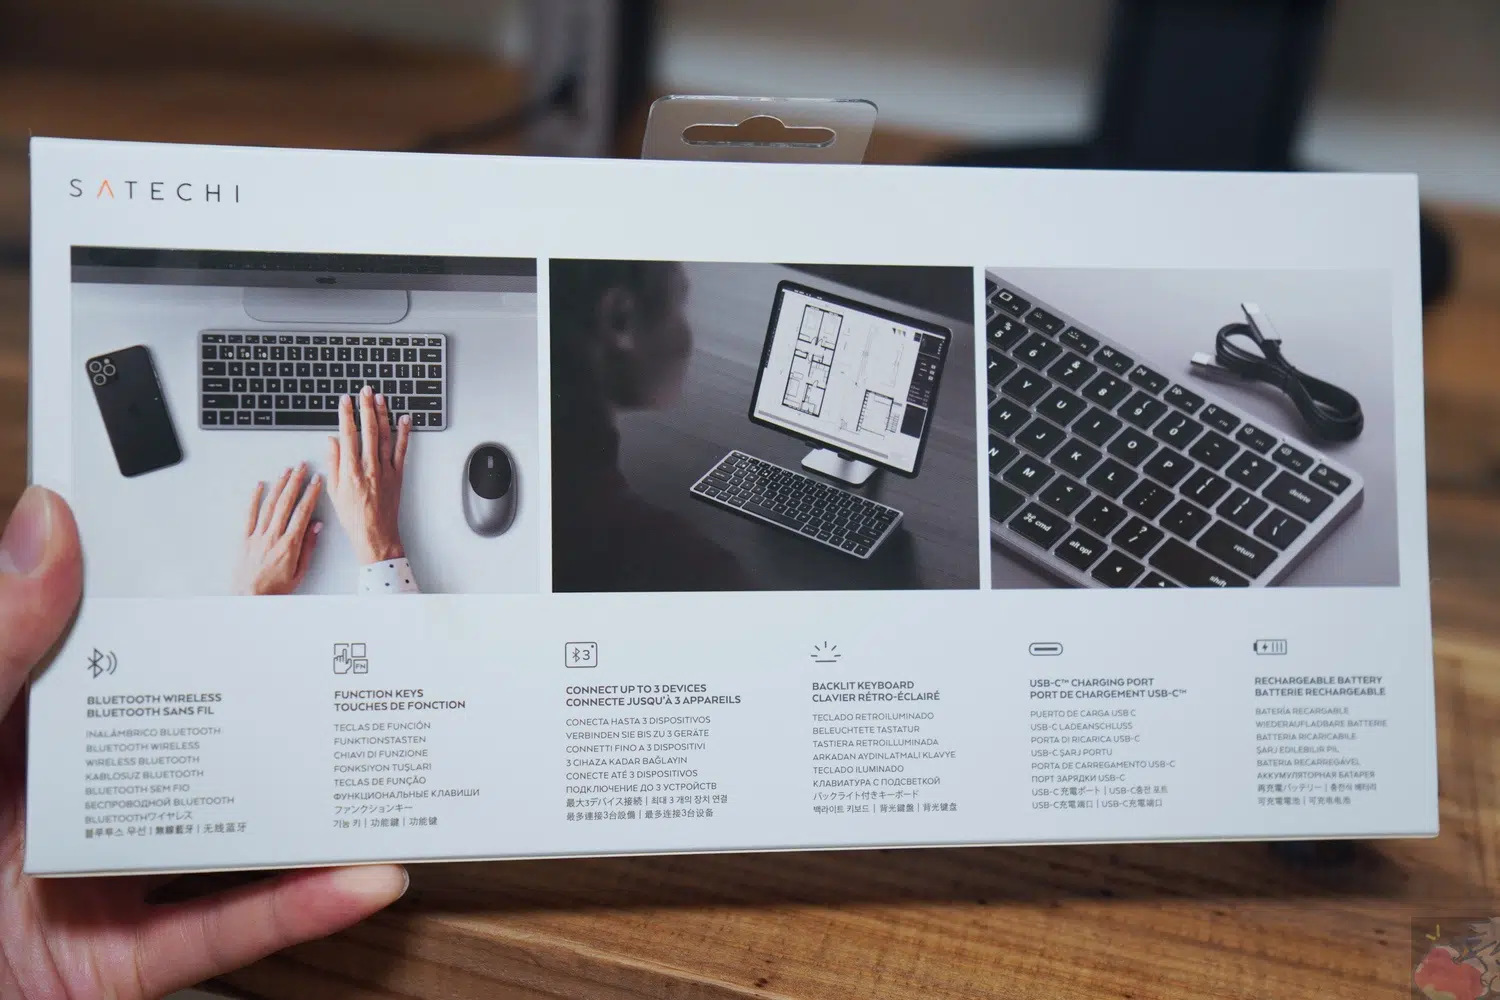 SATECHI
BLUETOOTH WIRELESS
BLUETOOTH SANS FIL
INALÁMBRICO BLUETOOTH
BLUETOOTH WIRELESS
WIRELESS BLUETOOTH
KABLOSUZ BLUETOOTH
BLUETOOTH SEM FIO
БЕСПРОВОДНОЙ BLUETOOTH
BLUETOOTHワイヤレス
블루투스 무선 | 無線藍牙 | 无线蓝牙
FN
FUNCTION KEYS
TOUCHES DE FONCTION
TECLAS DE FUNCIÓN
FUNKTIONSTASTEN
CHIAVI DI FUNZIONE
FONKSIYON TUŞLARI
TECLAS DE FUNÇÃO
ФУНКЦИОНАЛЬНЫЕ КЛАВИШИ
ファンクションキー
기능 키 | 功能鍵 | 功能键
3
CONNECT UP TO 3 DEVICES
CONNECTE JUSQU'À 3 APPAREILS
CONECTA HASTA 3 DISPOSITIVOS
VERBINDEN SIE BIS ZU 3 GERÄTE
CONNETTI FINO A 3 DISPOSITIVI
3 CIHAZA KADAR BAĞLAYIN
CONECTE ATÉ 3 DISPOSITIVOS
ПОДКЛЮЧЕНИЕ ДО 3 УСТРОЙСТВ
最大3デバイス接続 | 최대 3 개의 장치 연결
最多連接3台設備 | 最多连接3台设备
BACKLIT KEYBOARD
CLAVIER RÉTRO-ÉCLAIRÉ
TECLADO RETROILUMINADO
BELEUCHTETE TASTATUR
TASTIERA RETROILLUMINADA
ARKADAN AYDINLATMALI KLAVYE
TECLADO ILUMINADO
КЛАВИАТУРА С ПОДСВЕТКОЙ
バックライト付きキーボード
백라이트 키보드 | 背光鍵盤 | 背光键盘
USB-C™ CHARGING PORT
PORT DE CHARGEMENT USB-C™
PUERTO DE CARGA USB C
USB-C LADEANSCHLUSS
PORTA DI RICARICA USB-C
USB-C ŞARJ PORTU
PORTA DE CARREGAMENTO USB-C
ПОРТ ЗАРЯДКИ USB-C
USB-C 充電ポート | USB-C충전 포트
USB-C充電端口 | USB-C充电端口
RECHARGEABLE BATTERY
BATTERIE RECHARGEABLE
BATERÍA RECARGABLE
WIEDERAUFLADBARE BATTERIE
BATTERIA RICARICABILE
ŞARJ EDILEBILIR PIL
BATERIA RECARREGÁVEL
АККУМУЛЯТОРНАЯ БАТАРЕЯ
再充電バッテリー | 충전식 배터리
可充電電池 | 可充电电池
5 6 & 8 9
T Y U I O P
H J K L
N M
delete
return
shift
⌘ cmd
alt opt